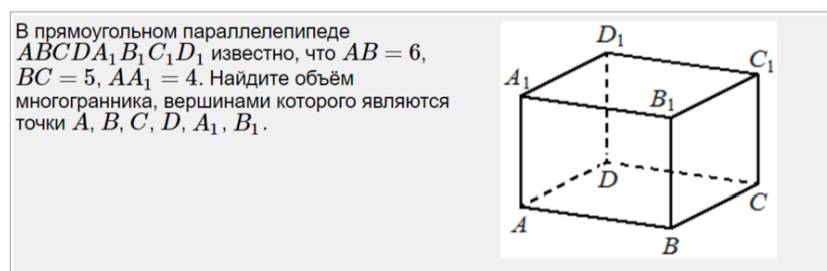 В прямоугольном параллелепипеде
ABCDA₁B₁C₁D₁ известно, что AB = 6,
BC = 5, AA₁ = 4. Найдите объём
многогранника, вершинами которого являются
точки A, B, C, D, A₁, B₁.
D₁
C₁
A₁
B₁
D
C
A
B